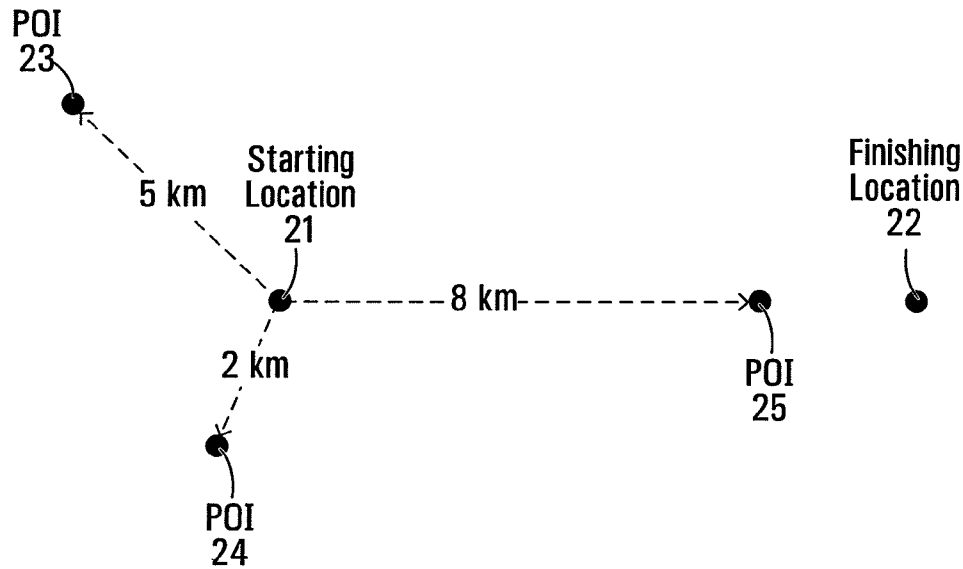 POI
23
5 km
Starting
Location
21
Finishing
Location
22
8 km
2 km
POI
25
POI
24